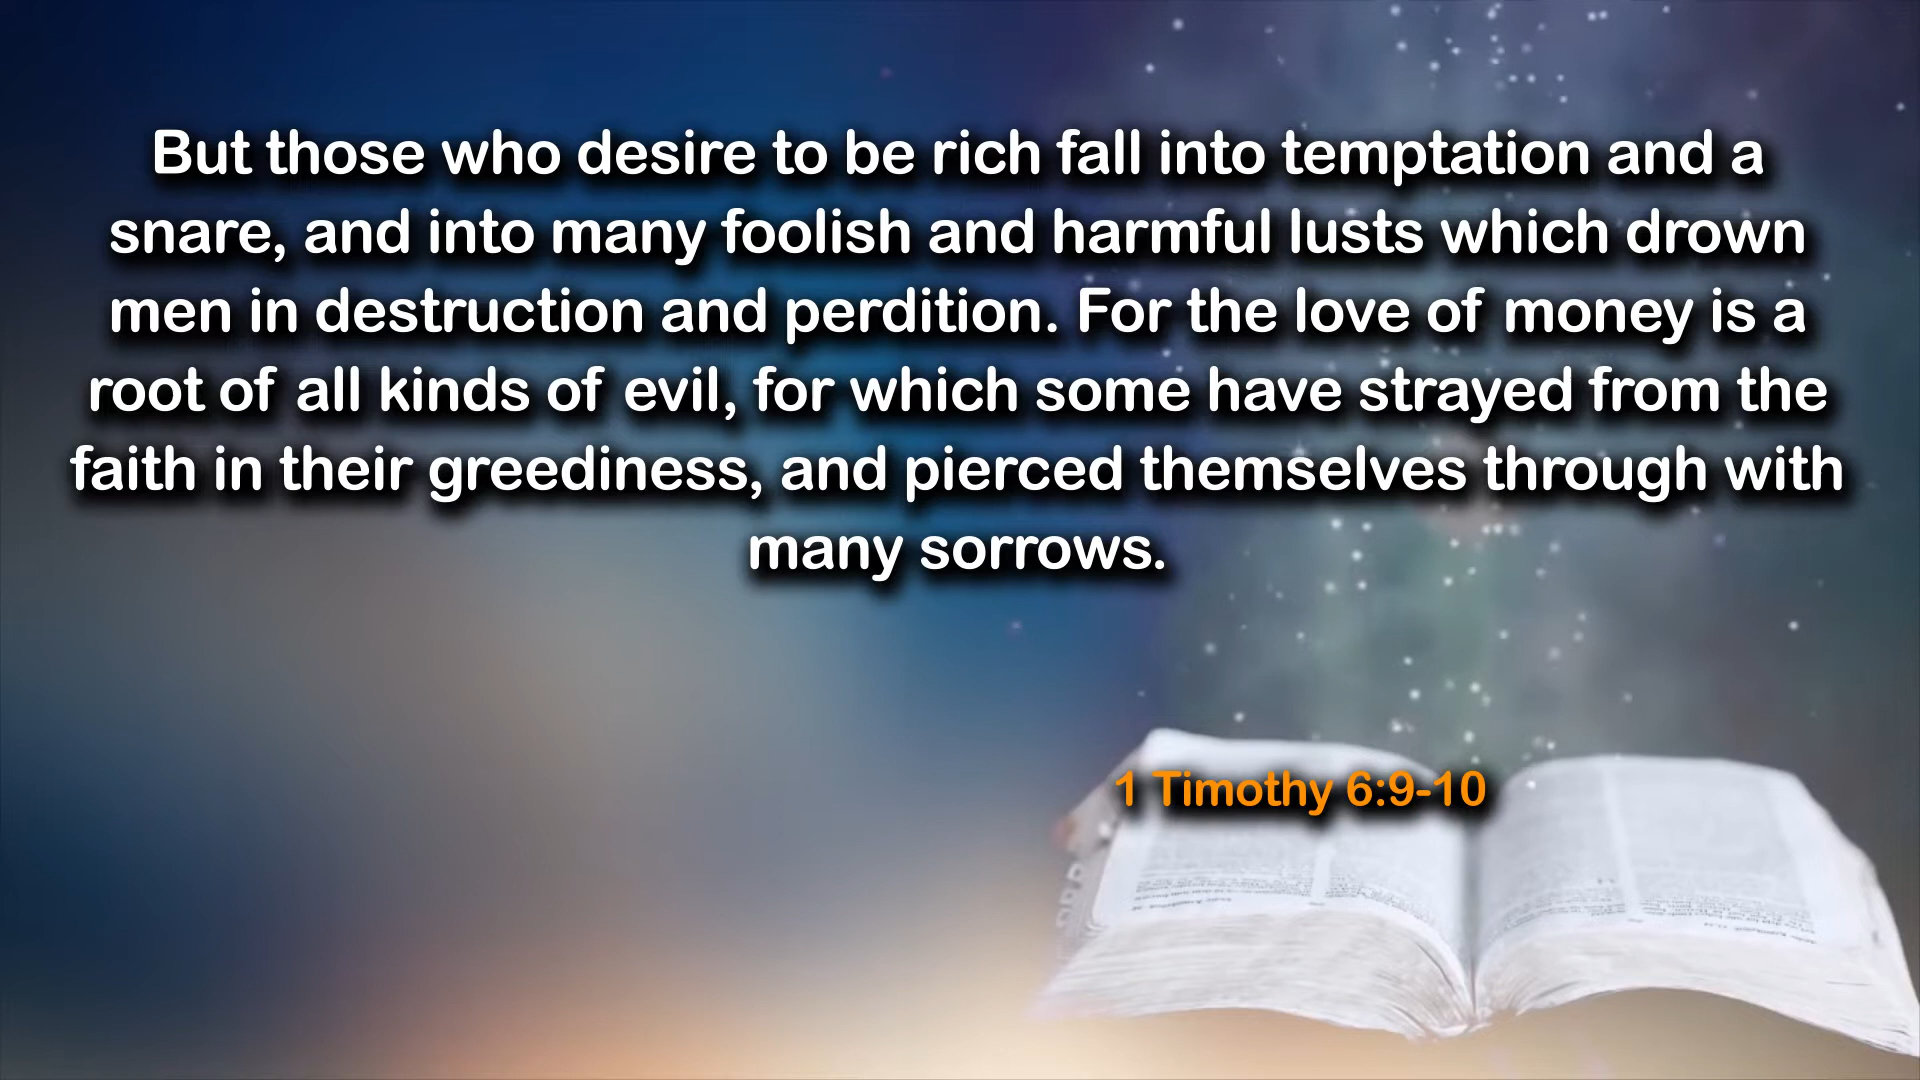 But those who desire to be rich fall into temptation and a
snare, and into many foolish and harmful lusts which drown
men in destruction and perdition. For the love of money is a
root of all kinds of evil, for which some have strayed from the
faith in their greediness, and pierced themselves through with
many sorrows.
1 Timothy 6:9-10